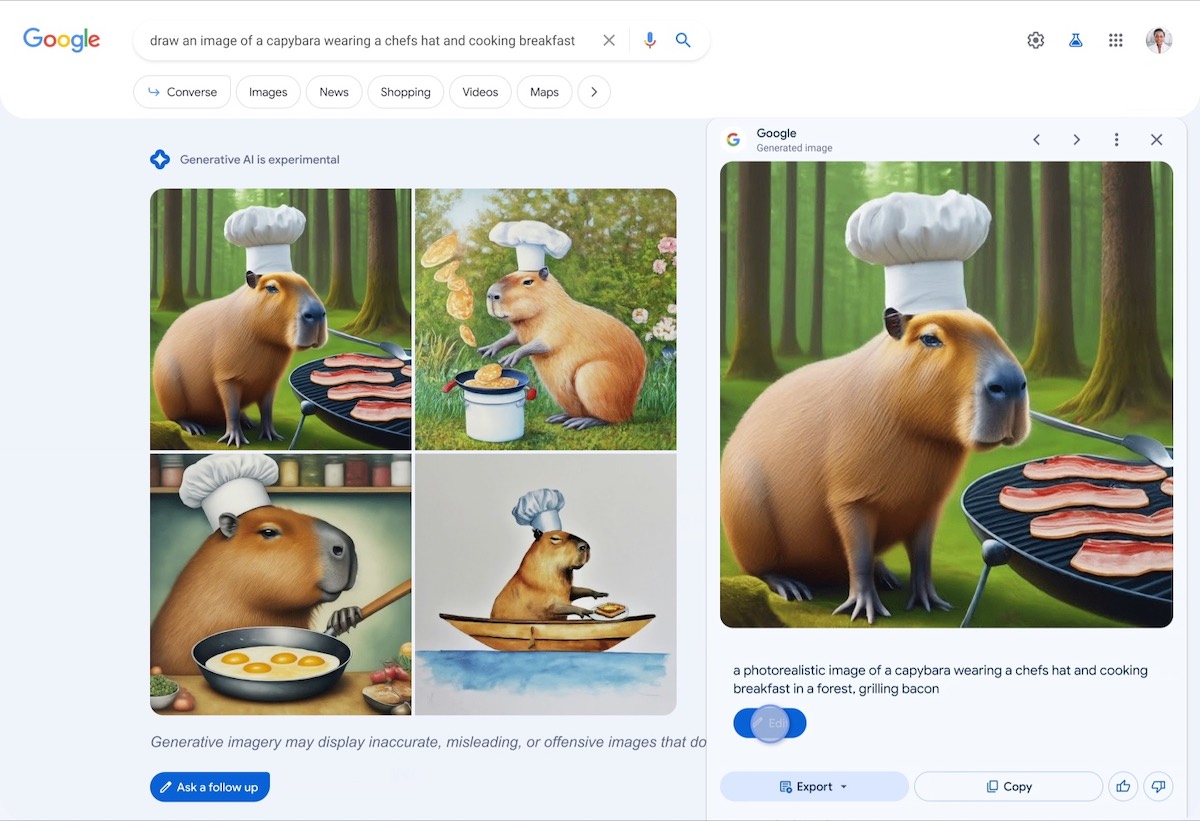 Google
draw an image of a capybara wearing a chefs hat and cooking breakfast
Converse
Images
News
Shopping
Videos
Maps
Generative AI is experimental
Generative imagery may display inaccurate, misleading, or offensive images that do
Ask a follow up
Google
Generated image
a photorealistic image of a capybara wearing a chefs hat and cooking
breakfast in a forest, grilling bacon
Edit
Export
Copy